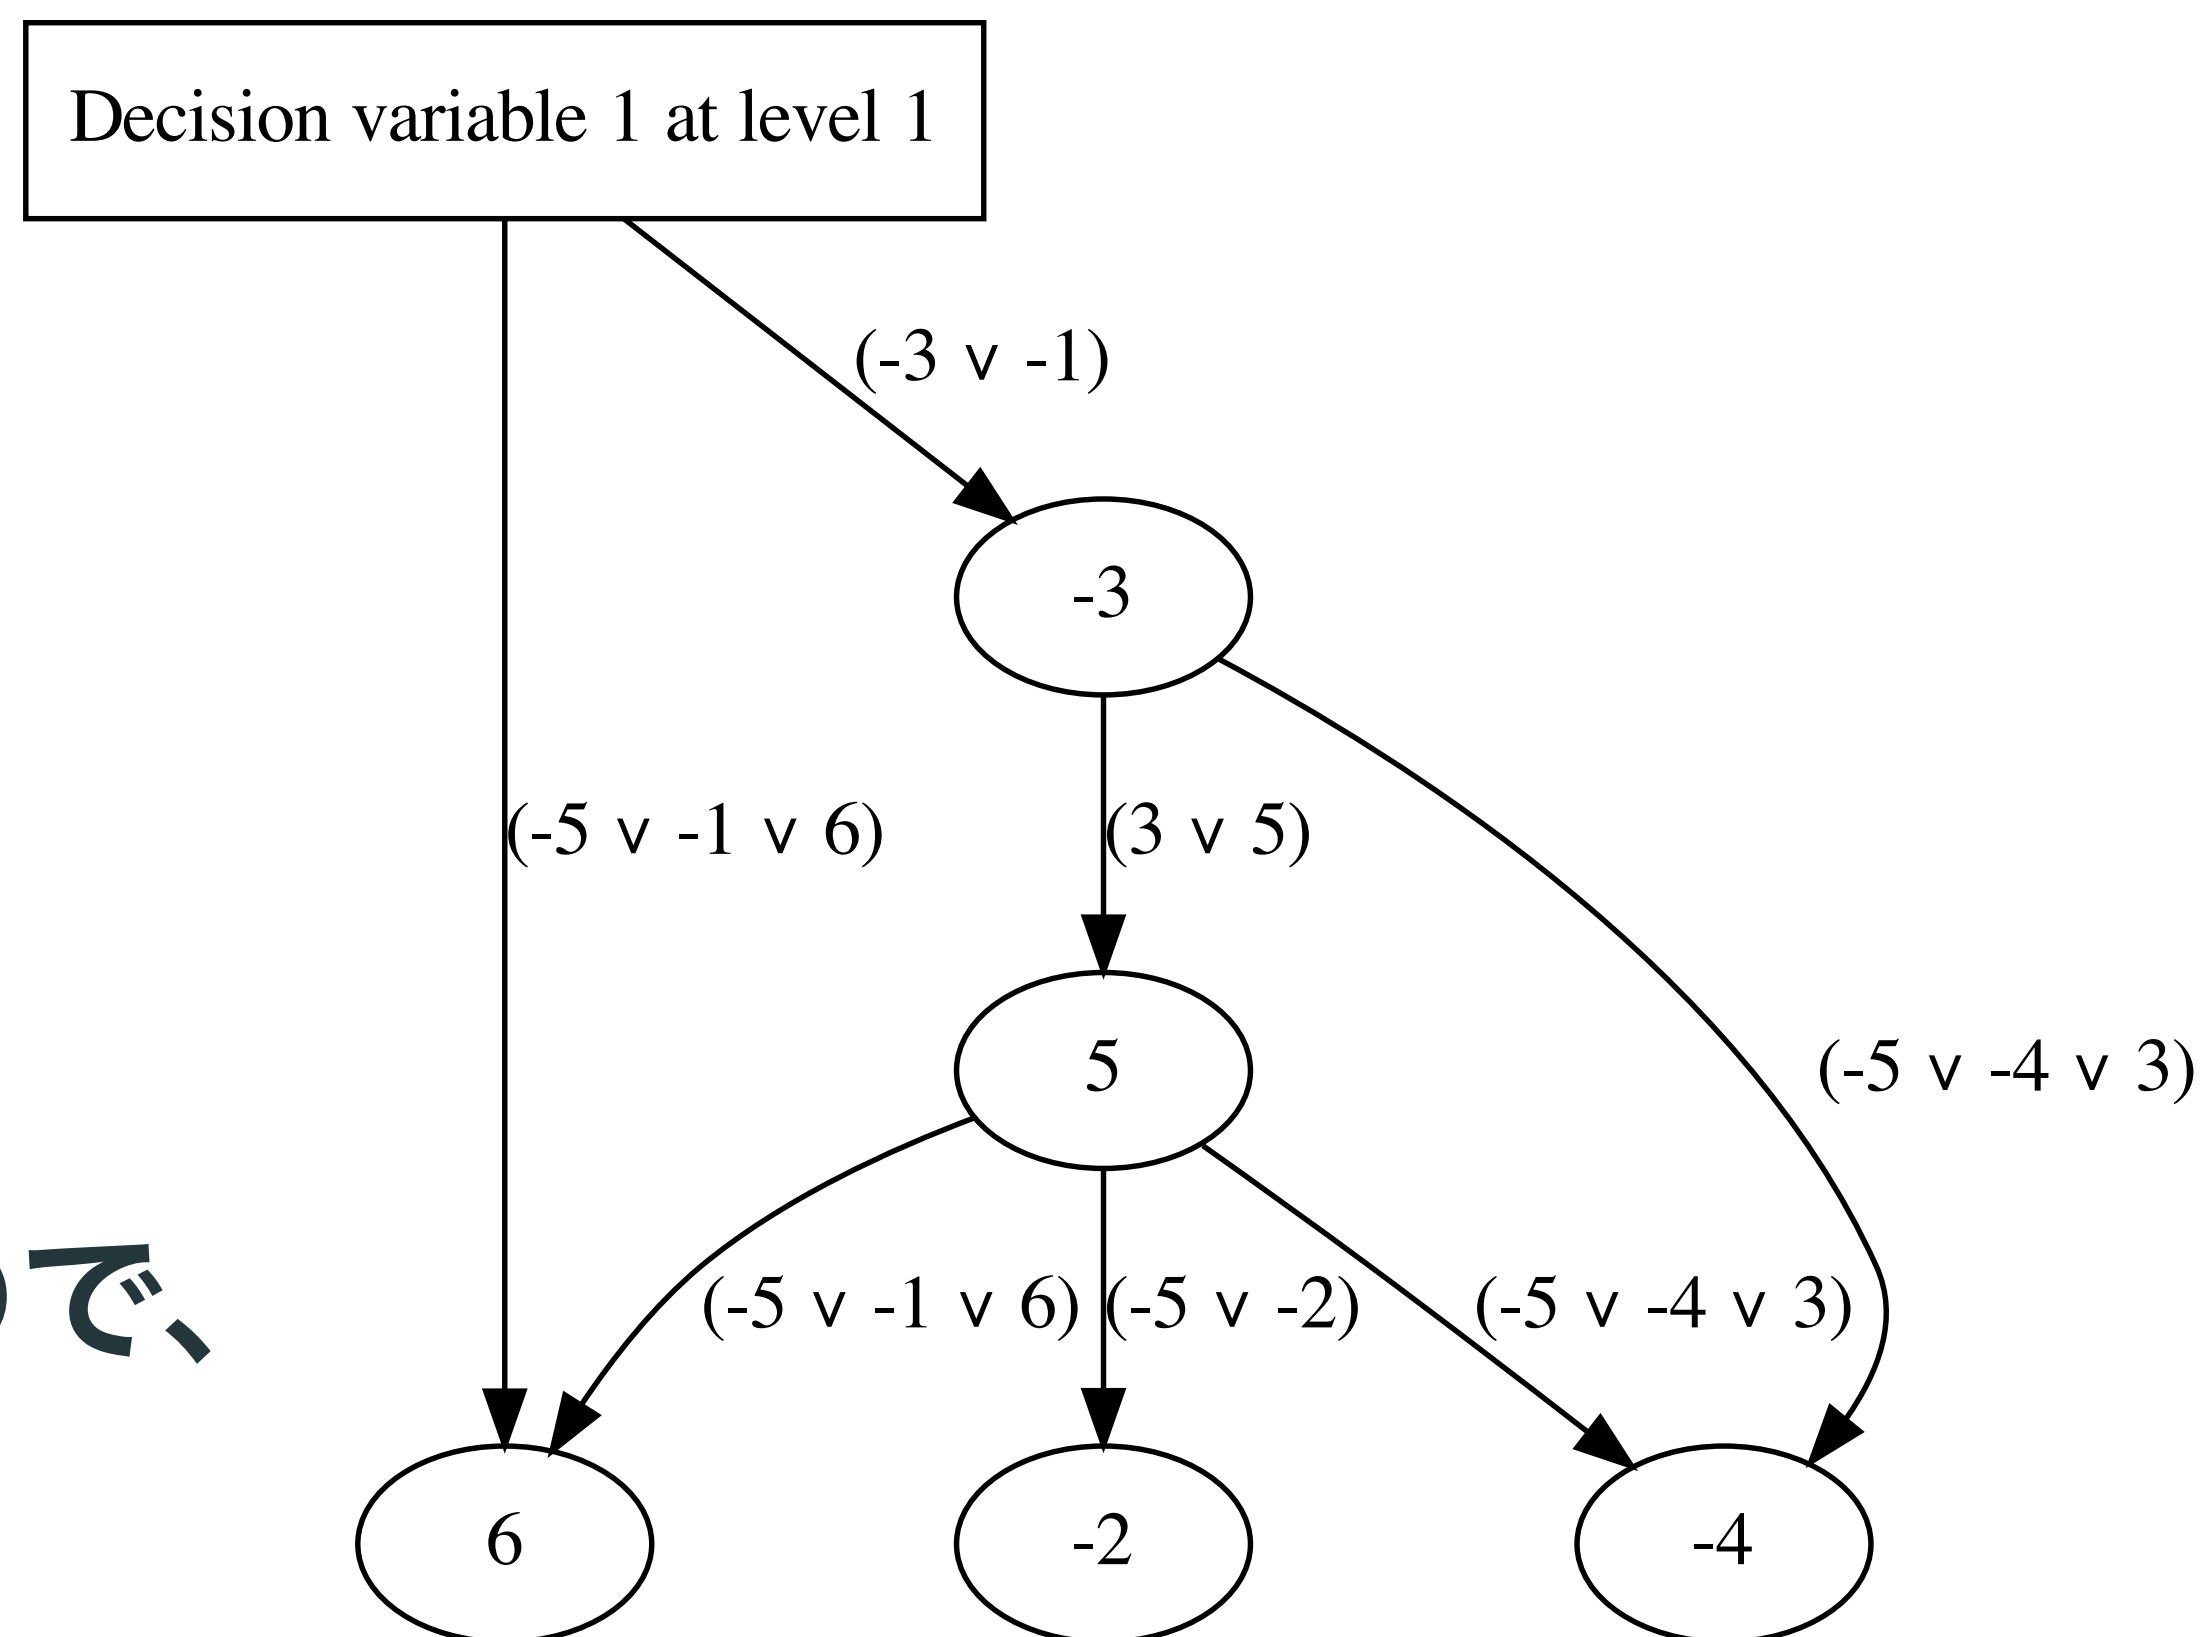 Decision variable 1 at level 1
(-3 ∨ -1)
-3
(-5 ∨ -1 ∨ 6)
(3 ∨ 5)
5
(-5 ∨ -4 ∨ 3)
(-5 ∨ -1 ∨ 6)
(-5 ∨ -2)
(-5 ∨ -4 ∨ 3)
で、
6
-2
-4